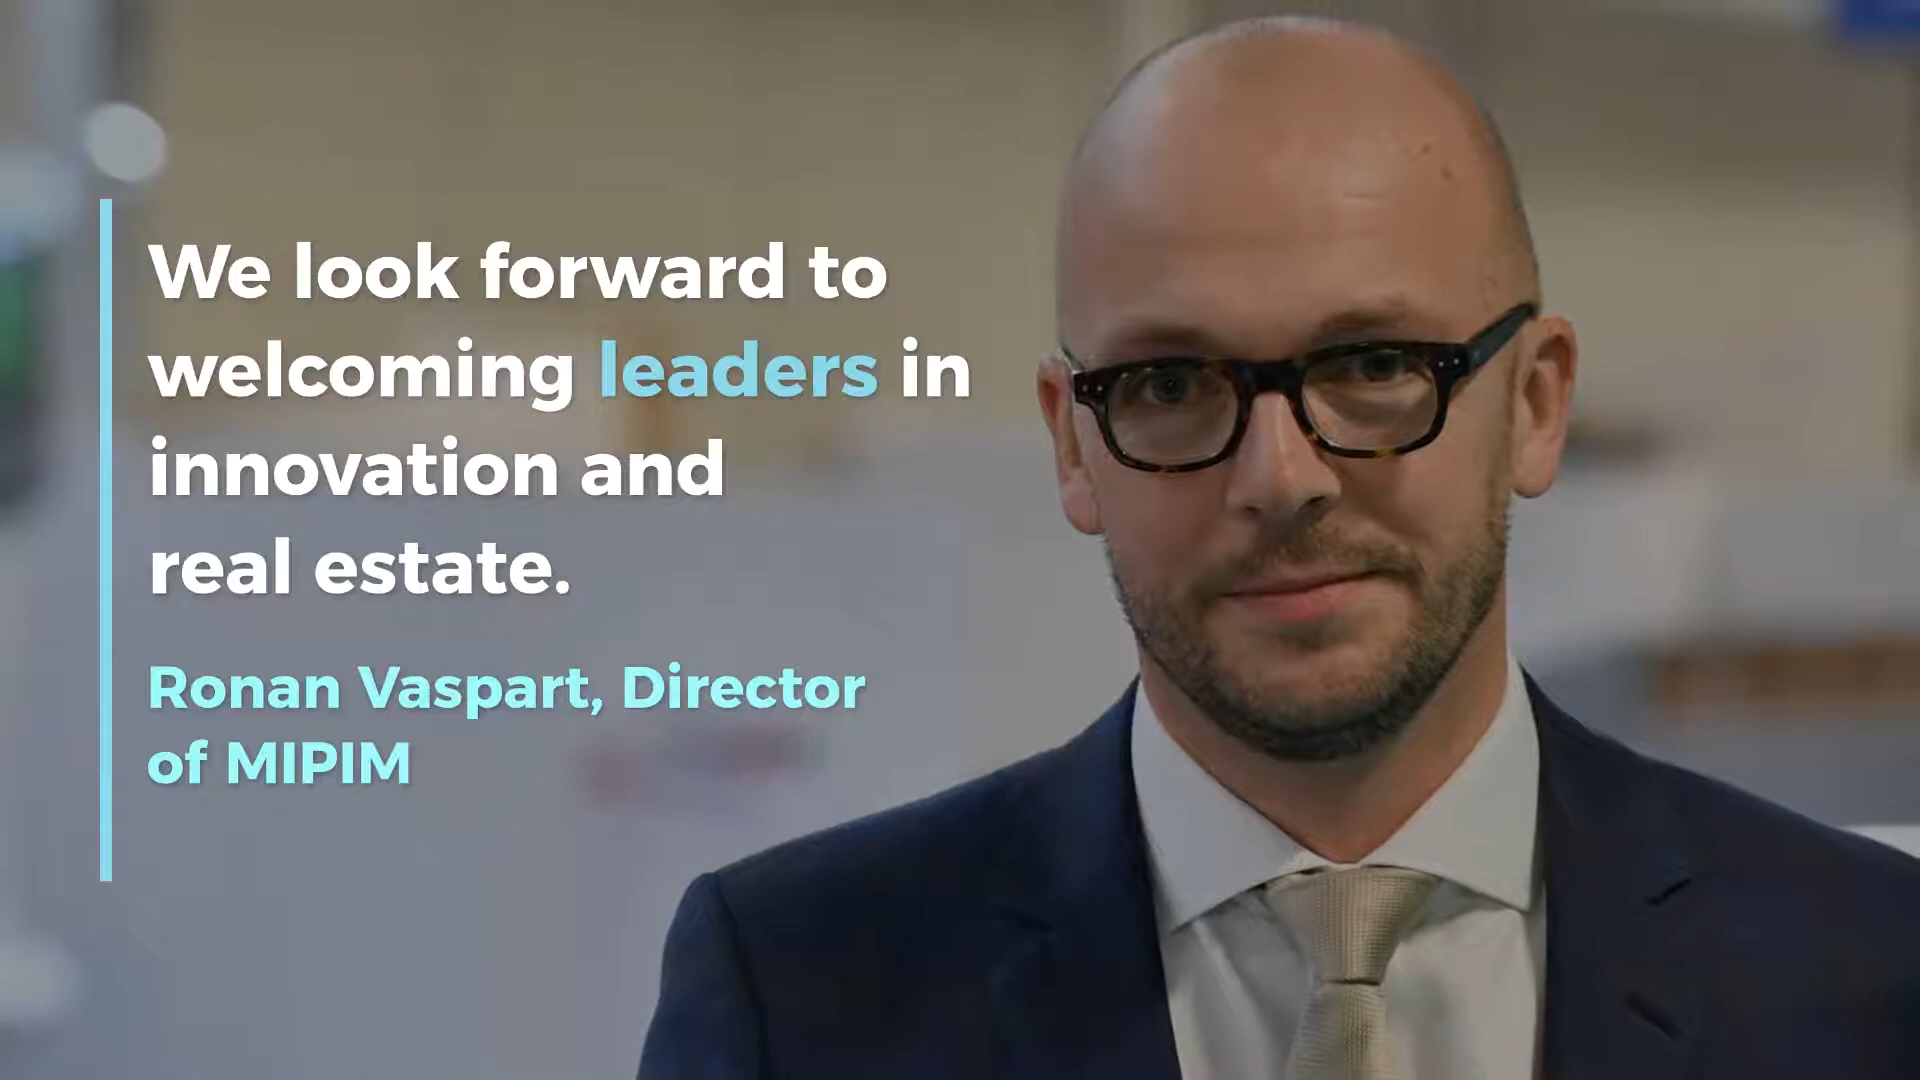 We look forward to
welcoming leaders in
innovation and
real estate.
Ronan Vaspart, Director
of MIPIM